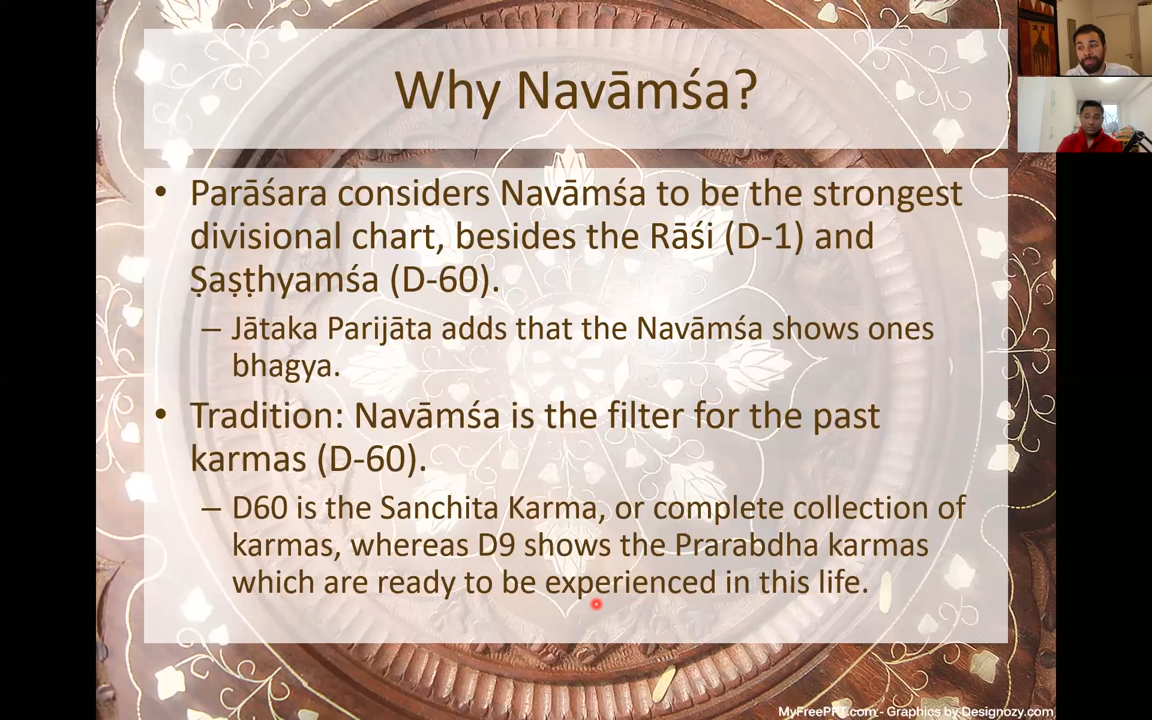 Why Navāmśa?
• Parāśara considers Navāmśa to be the strongest
divisional chart, besides the Rāśi (D-1) and
Ṣaṣṭhyamśa (D-60).
– Jātaka Parijāta adds that the Navāmśa shows ones
bhagya.
• Tradition: Navāmśa is the filter for the past
karmas (D-60).
– D60 is the Sanchita Karma, or complete collection of
karmas, whereas D9 shows the Prarabdha karmas
which are ready to be experienced in this life.
MyFreePPT.com - Graphics by Designozy.com